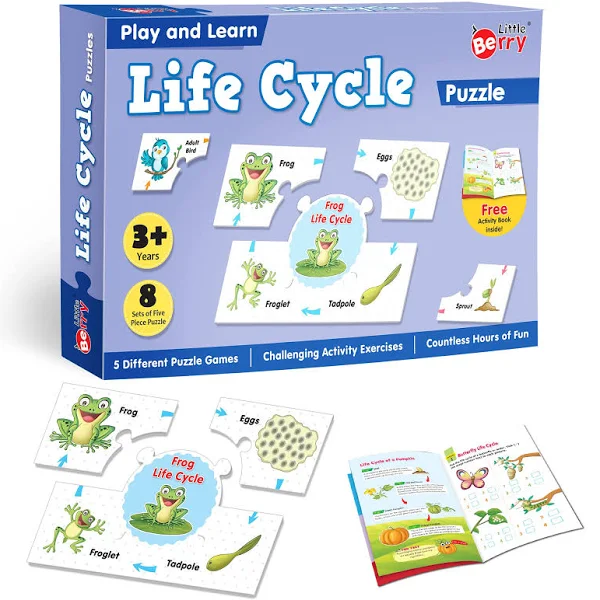 Play and Learn
Little
Berry
Life Cycle
Puzzle
Life Cycle Puzzles
Little
Berry
Adult
Bird
Frog
Eggs
Frog
Life Cycle
Froglet
Tadpole
Free
Activity Book
inside!
3+
Years
8
Sets of Five
Piece Puzzle
Sprout
5 Different Puzzle Games
Challenging Activity Exercises
Countless Hours of Fun
Frog
Eggs
Frog
Life Cycle
Froglet
Tadpole
Life Cycle of a Pumpkin
Butterfly Life Cycle